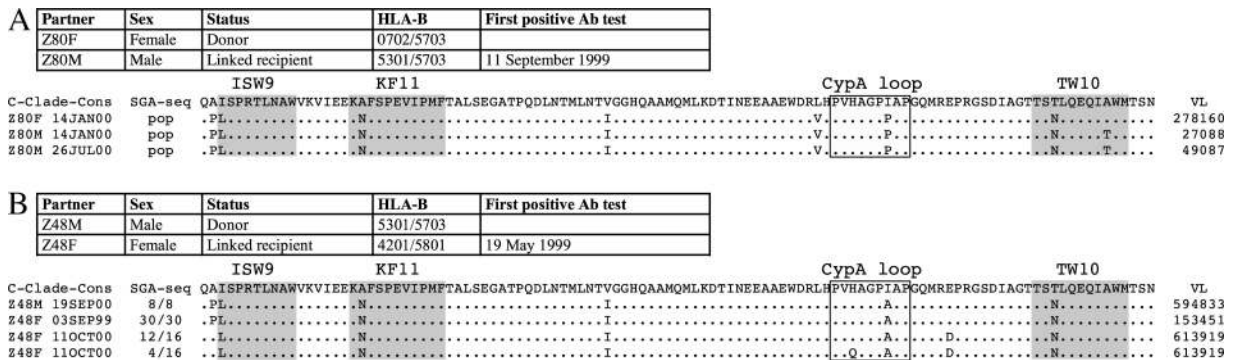 A
Partner Sex Status HLA-B First positive Ab test
Z80F Female Donor 0702/5703
Z80M Male Linked recipient 5301/5703 11 September 1999
ISW9 KF11 CypA loop TW10
C-Clade-Cons SGA-seq QAISPRTLNAWVKVIEEKAFSPEVIPMFTALSEGATPQDLNTMLNTVGGHQAAMQMLKDTINEEAAEWDRLHPVHAGPIAPGQMREPRGSDIAGTTSTLQEQIAWMTSN VL
Z80F 14JAN00 pop .PL...............N...........................I.......................V.......P..................N........... 278160
Z80M 14JAN00 pop .PL...............N...........................I.......................V.......P..................N.....T..... 27088
Z80M 26JUL00 pop .PL...............N...........................I.......................V.......P..................N.....T..... 49087
B
Partner Sex Status HLA-B First positive Ab test
Z48M Male Donor 5301/5703
Z48F Female Linked recipient 4201/5801 19 May 1999
ISW9 KF11 CypA loop TW10
C-Clade-Cons SGA-seq QAISPRTLNAWVKVIEEKAFSPEVIPMFTALSEGATPQDLNTMLNTVGGHQAAMQMLKDTINEEAAEWDRLHPVHAGPIAPGQMREPRGSDIAGTTSTLQEQIAWMTSN VL
Z48M 19SEP00 8/8 .PL...............N...........................I...............................A..................N........... 594833
Z48F 03SEP99 30/30 .PL...............N...........................I...............................A..................N........... 153451
Z48F 11OCT00 12/16 ..L...............N...........................I...............................A......D...........N........... 613919
Z48F 11OCT00 4/16 ..L...............N...........................I...........................Q...A......D...........N........... 613919